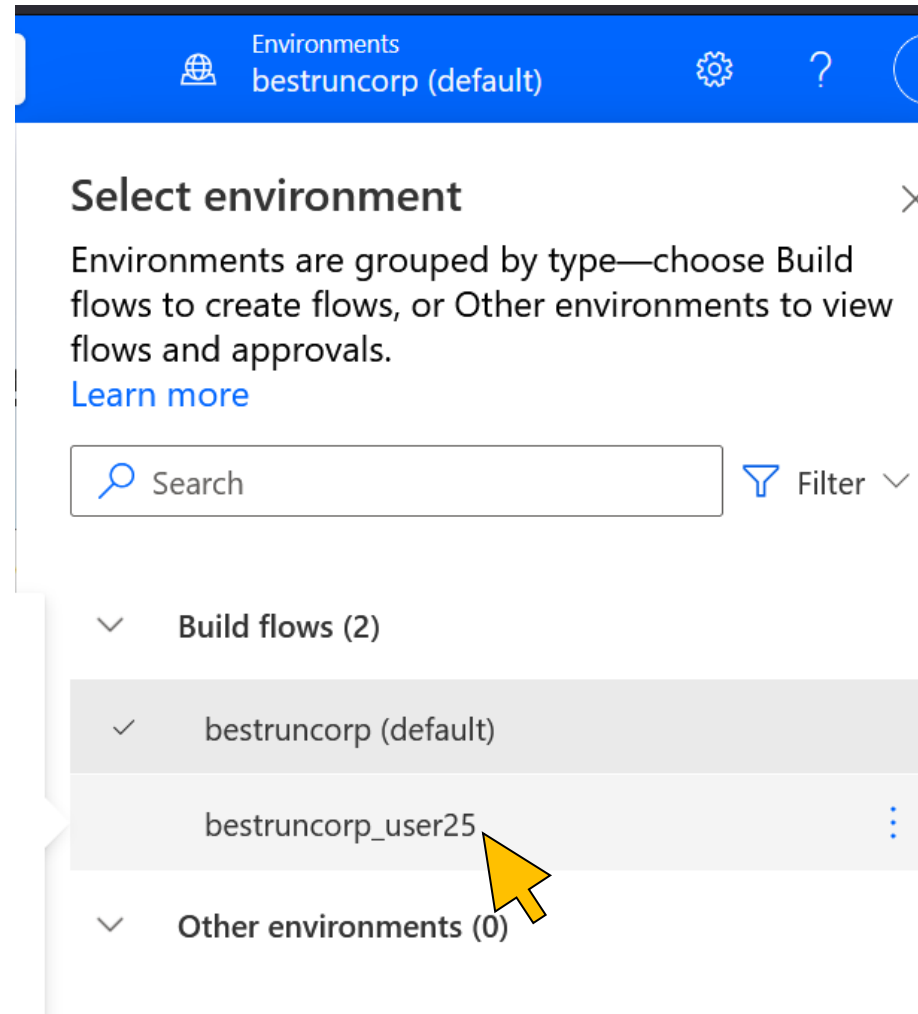 Environments
bestruncorp (default)
?
Select environment
Environments are grouped by type—choose Build
flows to create flows, or Other environments to view
flows and approvals.
Learn more
Search
Filter
Build flows (2)
bestruncorp (default)
bestruncorp_user25
Other environments (0)